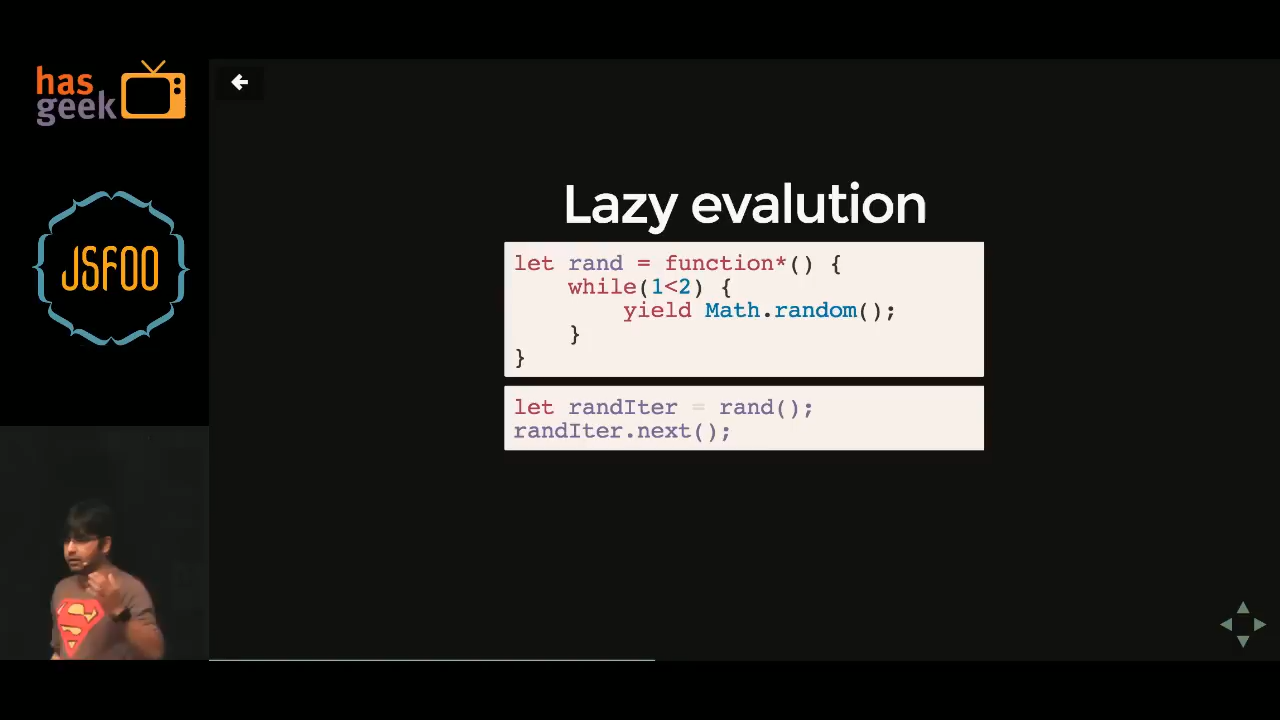 has
geek
JSFOO
Lazy evalution
let rand = function*() {
    while(1<2) {
        yield Math.random();
    }
}
let randIter = rand();
randIter.next();